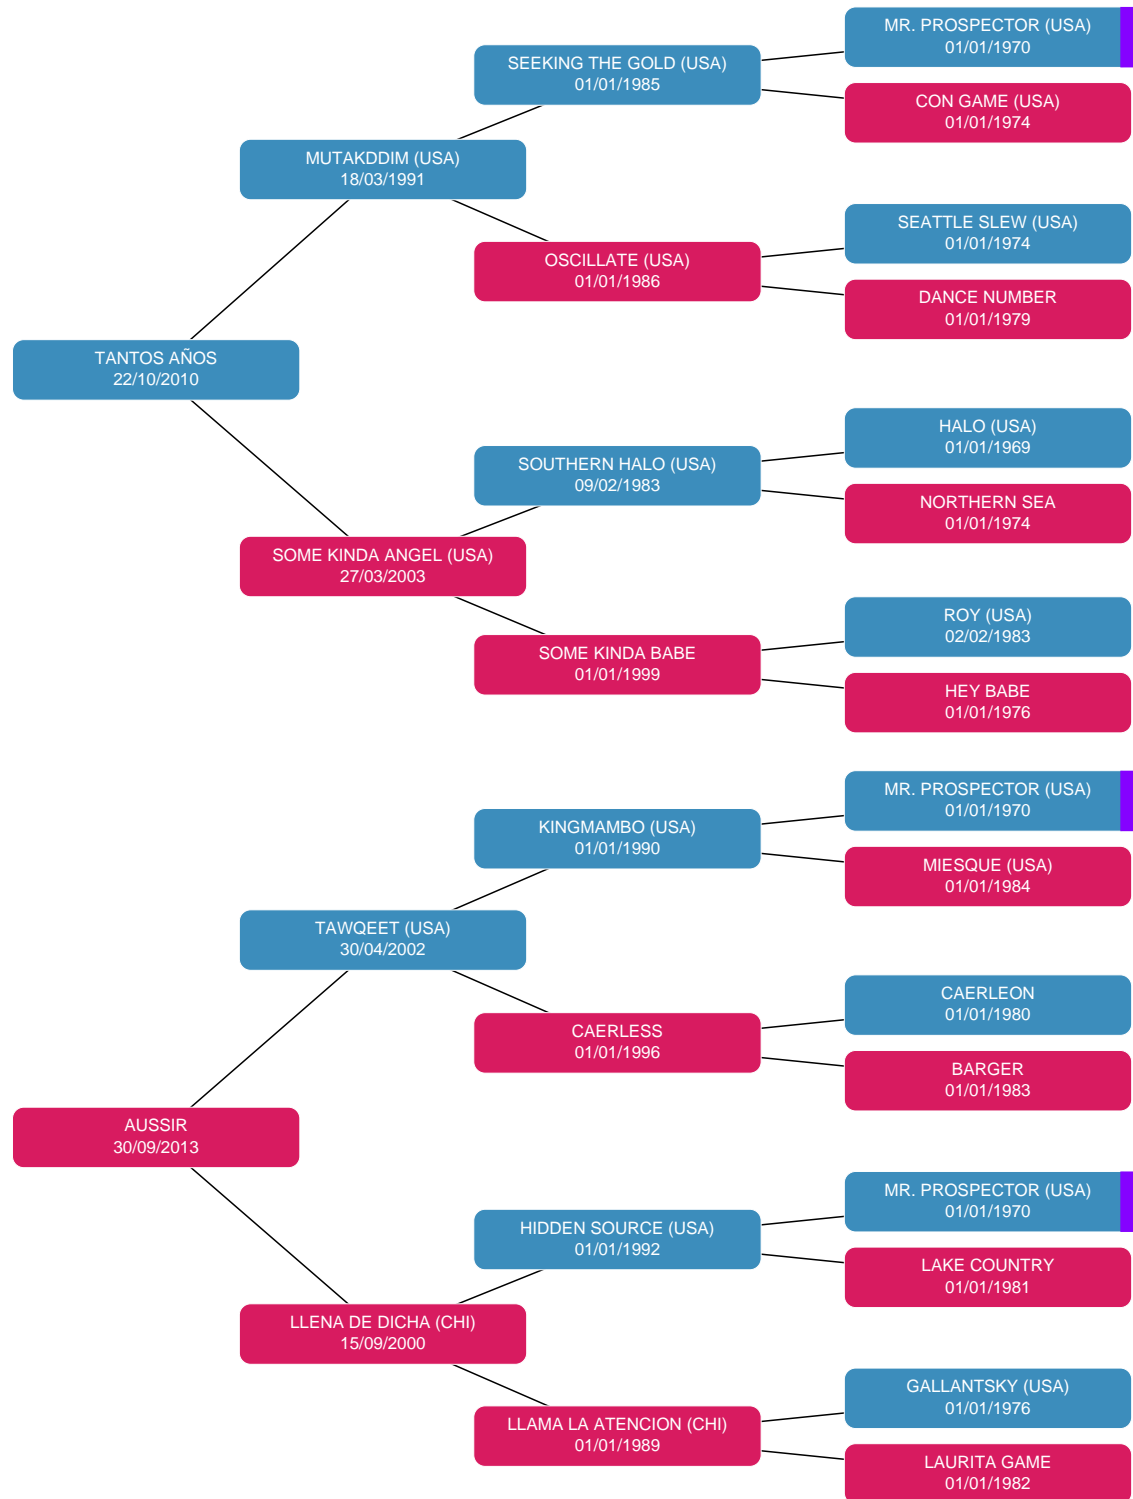 MR. PROSPECTOR (USA)
01/01/1970
SEEKING THE GOLD (USA)
01/01/1985
CON GAME (USA)
01/01/1974
MUTAKDDIM (USA)
18/03/1991
SEATTLE SLEW (USA)
01/01/1974
OSCILLATE (USA)
01/01/1986
DANCE NUMBER
01/01/1979
TANTOS AÑOS
22/10/2010
HALO (USA)
01/01/1969
SOUTHERN HALO (USA)
09/02/1983
NORTHERN SEA
01/01/1974
SOME KINDA ANGEL (USA)
27/03/2003
ROY (USA)
02/02/1983
SOME KINDA BABE
01/01/1999
HEY BABE
01/01/1976
MR. PROSPECTOR (USA)
01/01/1970
KINGMAMBO (USA)
01/01/1990
MIESQUE (USA)
01/01/1984
TAWQEET (USA)
30/04/2002
CAERLEON
01/01/1980
CAERLESS
01/01/1996
BARGER
01/01/1983
AUSSIR
30/09/2013
MR. PROSPECTOR (USA)
01/01/1970
HIDDEN SOURCE (USA)
01/01/1992
LAKE COUNTRY
01/01/1981
LLENA DE DICHA (CHI)
15/09/2000
GALLANTSKY (USA)
01/01/1976
LLAMA LA ATENCION (CHI)
01/01/1989
LAURITA GAME
01/01/1982